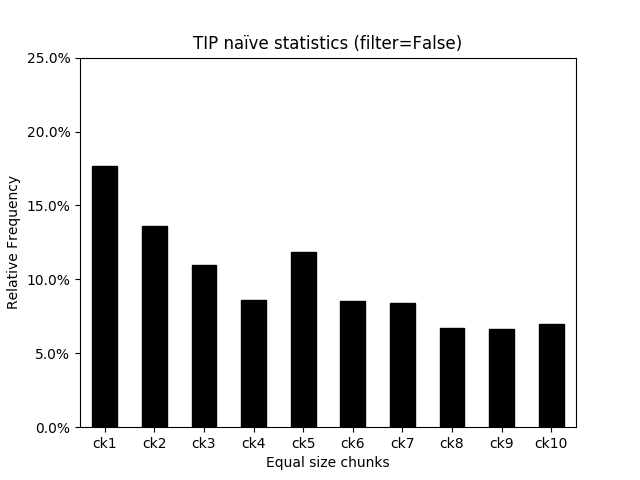 TIP naïve statistics (filter=False)
25.0%
20.0%
15.0%
10.0%
5.0%
0.0%
Relative Frequency
ck1 ck2 ck3 ck4 ck5 ck6 ck7 ck8 ck9 ck10
Equal size chunks